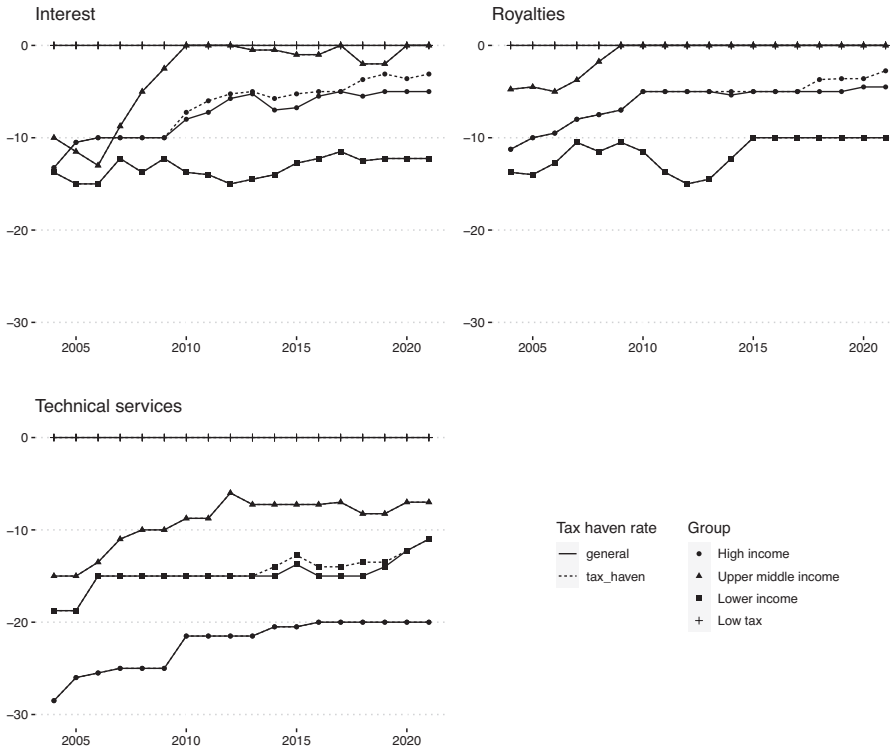 Interest
0
−10
−20
−30
2005 2010 2015 2020
Royalties
0
−10
−20
−30
2005 2010 2015 2020
Technical services
0
−10
−20
−30
2005 2010 2015 2020
Tax haven rate
general
tax_haven
Group
High income
Upper middle income
Lower income
Low tax